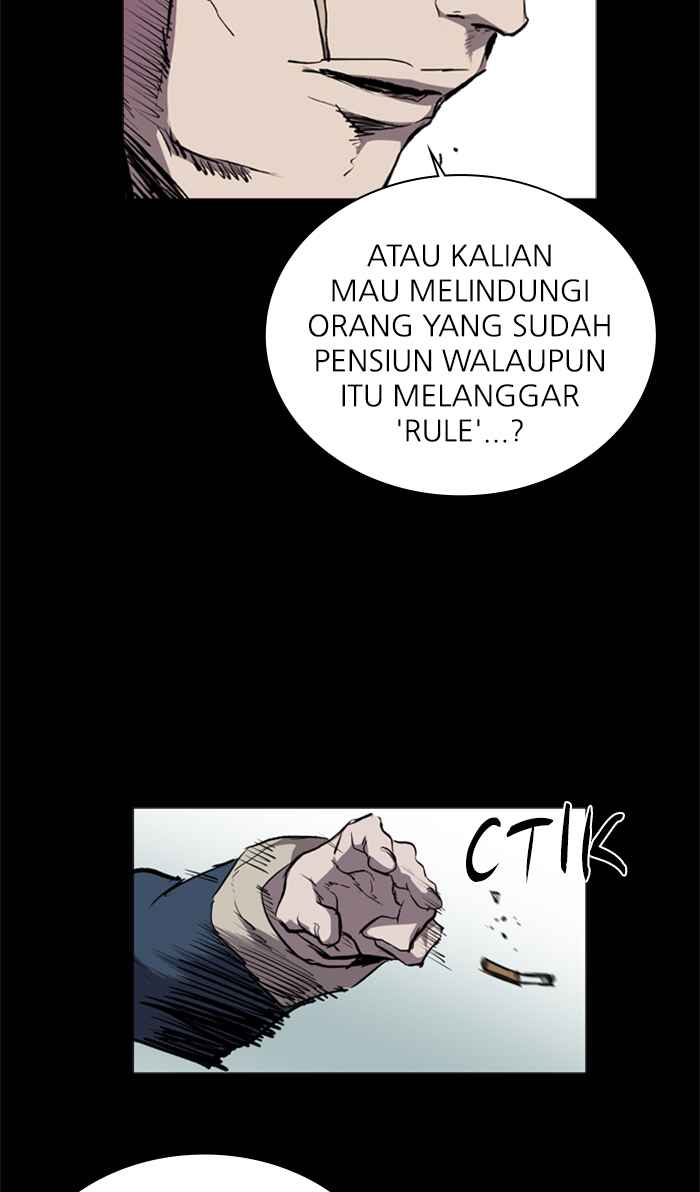 ATAU KALIAN
MAU MELINDUNGI
ORANG YANG SUDAH
PENSIUN WALAUPUN
ITU MELANGGAR
'RULE'...?
CTIK